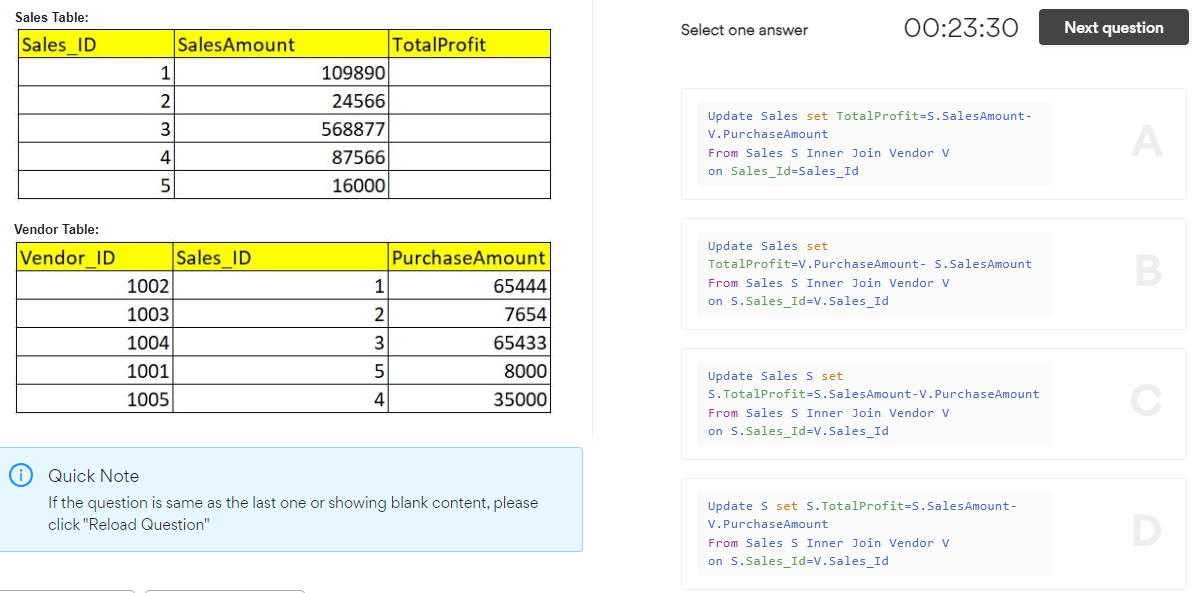 Sales Table:
Sales_ID SalesAmount TotalProfit
1 109890
2 24566
3 568877
4 87566
5 16000
Vendor Table:
Vendor_ID Sales_ID PurchaseAmount
1002 1 65444
1003 2 7654
1004 3 65433
1001 5 8000
1005 4 35000
Quick Note
If the question is same as the last one or showing blank content, please
click "Reload Question"
Select one answer
00:23:30
Next question
Update Sales set TotalProfit=S.SalesAmount-
V.PurchaseAmount
From Sales S Inner Join Vendor V
on Sales_Id=Sales_Id
A
Update Sales set
TotalProfit=V.PurchaseAmount- S.SalesAmount
From Sales S Inner Join Vendor V
on S.Sales_Id=V.Sales_Id
B
Update Sales S set
S.TotalProfit=S.SalesAmount-V.PurchaseAmount
From Sales S Inner Join Vendor V
on S.Sales_Id=V.Sales_Id
C
Update S set S.TotalProfit=S.SalesAmount-
V.PurchaseAmount
From Sales S Inner Join Vendor V
on S.Sales_Id=V.Sales_Id
D